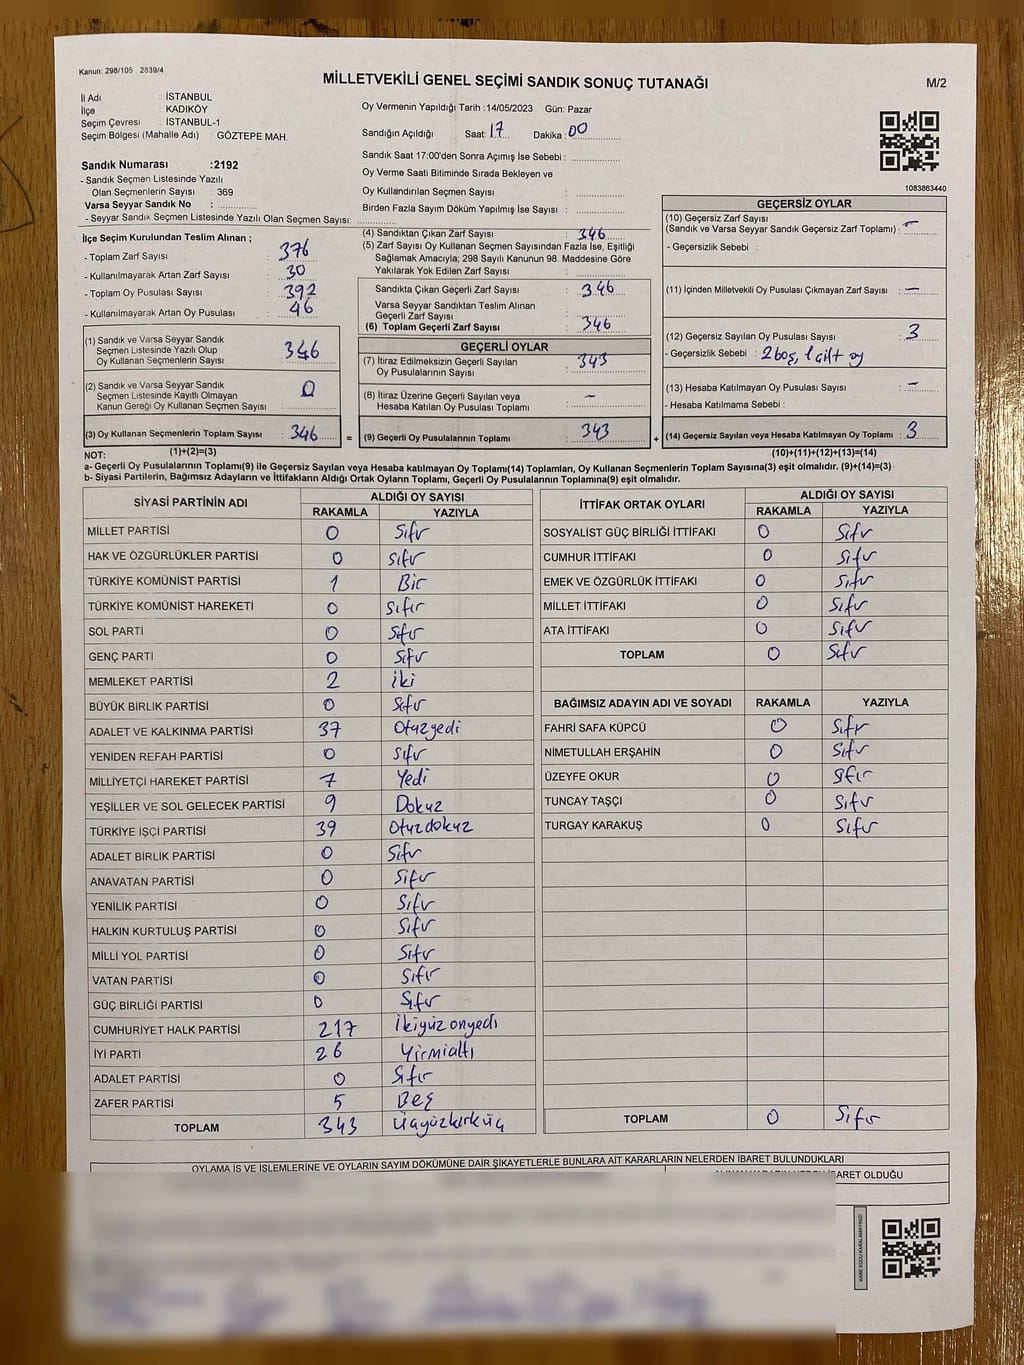 Kanun: 298/105 . 2839/4
MİLLETVEKİLİ GENEL SEÇİMİ SANDIK SONUÇ TUTANAĞI
M/2
İl Adı : İSTANBUL
İlçe : KADIKÖY
Seçim Çevresi : İSTANBUL-1
Seçim Bölgesi (Mahalle Adı) : GÖZTEPE MAH.
Oy Vermenin Yapıldığı Tarih :14/05/2023 Gün: Pazar
Sandığın Açıldığı Saat: 17 Dakika : 00
Sandık Saat 17:00'den Sonra Açımış İse Sebebi :
Oy Verme Saati Bitiminde Sırada Bekleyen ve
Oy Kullandırılan Seçmen Sayısı :
Birden Fazla Sayım Döküm Yapılmış İse Sayısı :
1083863440
Sandık Numarası :2192
- Sandık Seçmen Listesinde Yazılı
Olan Seçmenlerin Sayısı : 369
Varsa Seyyar Sandık No :
- Seyyar Sandık Seçmen Listesinde Yazılı Olan Seçmen Sayısı:
İlçe Seçim Kurulundan Teslim Alınan ;
- Toplam Zarf Sayısı : 376
- Kullanılmayarak Artan Zarf Sayısı : 30
- Toplam Oy Pusulası Sayısı : 392
- Kullanılmayarak Artan Oy Pusulası : 46
(1) Sandık ve Varsa Seyyar Sandık
Seçmen Listesinde Yazılı Olup
Oy Kullanan Seçmenlerin Sayısı : 346
(2) Sandık ve Varsa Seyyar Sandık
Seçmen Listesinde Kayıtlı Olmayan
Kanun Gereği Oy Kullanan Seçmen Sayısı : 0
(3) Oy Kullanan Seçmenlerin Toplam Sayısı : 346 =
(1)+(2)=(3)
(4) Sandıktan Çıkan Zarf Sayısı : 346
(5) Zarf Sayısı Oy Kullanan Seçmen Sayısından Fazla İse, Eşitliği
Sağlamak Amacıyla; 298 Sayılı Kanunun 98. Maddesine Göre
Yakılarak Yok Edilen Zarf Sayısı :
Sandıkta Çıkan Geçerli Zarf Sayısı : 346
Varsa Seyyar Sandıktan Teslim Alınan
Geçerli Zarf Sayısı :
(6) Toplam Geçerli Zarf Sayısı : 346
GEÇERLİ OYLAR
(7) İtiraz Edilmeksizin Geçerli Sayılan
Oy Pusulalarının Sayısı : 343
(8) İtiraz Üzerine Geçerli Sayılan veya
Hesaba Katılan Oy Pusulası Toplamı : -
(9) Geçerli Oy Pusulalarının Toplamı : 343 +
GEÇERSİZ OYLAR
(10) Geçersiz Zarf Sayısı
(Sandık ve Varsa Seyyar Sandık Geçersiz Zarf Toplamı) : -
- Geçersizlik Sebebi :
(11) İçinden Milletvekili Oy Pusulası Çıkmayan Zarf Sayısı : -
(12) Geçersiz Sayılan Oy Pusulası Sayısı : 3
- Geçersizlik Sebebi : 2 boş, 1 çift oy
(13) Hesaba Katılmayan Oy Pusulası Sayısı : -
- Hesaba Katılmama Sebebi :
(14) Geçersiz Sayılan veya Hesaba Katılmayan Oy Toplamı : 3
(10)+(11)+(12)+(13)=(14)
NOT:
a- Geçerli Oy Pusulalarının Toplamı(9) ile Geçersiz Sayılan veya Hesaba katılmayan Oy Toplamı(14) Toplamları, Oy Kullanan Seçmenlerin Toplam Sayısına(3) eşit olmalıdır. (9)+(14)=(3)
b- Siyasi Partilerin, Bağımsız Adayların ve İttifakların Aldığı Ortak Oyların Toplamı, Geçerli Oy Pusulalarının Toplamına(9) eşit olmalıdır.
SİYASİ PARTİNİN ADI ALDIĞI OY SAYISI
RAKAMLA YAZIYLA
MİLLET PARTİSİ 0 Sıfır
HAK VE ÖZGÜRLÜKLER PARTİSİ 0 Sıfır
TÜRKİYE KOMÜNİST PARTİSİ 1 Bir
TÜRKİYE KOMÜNİST HAREKETİ 0 Sıfır
SOL PARTİ 0 Sıfır
GENÇ PARTİ 0 Sıfır
MEMLEKET PARTİSİ 2 iki
BÜYÜK BİRLİK PARTİSİ 0 Sıfır
ADALET VE KALKINMA PARTİSİ 37 Otuzyedi
YENİDEN REFAH PARTİSİ 0 Sıfır
MİLLİYETÇİ HAREKET PARTİSİ 7 Yedi
YEŞİLLER VE SOL GELECEK PARTİSİ 9 Dokuz
TÜRKİYE İŞÇİ PARTİSİ 39 Otuzdokuz
ADALET BİRLİK PARTİSİ 0 Sıfır
ANAVATAN PARTİSİ 0 Sıfır
YENİLİK PARTİSİ 0 Sıfır
HALKIN KURTULUŞ PARTİSİ 0 Sıfır
MİLLİ YOL PARTİSİ 0 Sıfır
VATAN PARTİSİ 0 Sıfır
GÜÇ BİRLİĞİ PARTİSİ 0 Sıfır
CUMHURİYET HALK PARTİSİ 217 ikiyüz onyedi
İYİ PARTİ 26 Yirmialtı
ADALET PARTİSİ 0 Sıfır
ZAFER PARTİSİ 5 Beş
TOPLAM 343 Üçyüzkırküç
İTTİFAK ORTAK OYLARI ALDIĞI OY SAYISI
RAKAMLA YAZIYLA
SOSYALİST GÜÇ BİRLİĞİ İTTİFAKI 0 Sıfır
CUMHUR İTTİFAKI 0 Sıfır
EMEK VE ÖZGÜRLÜK İTTİFAKI 0 Sıfır
MİLLET İTTİFAKI 0 Sıfır
ATA İTTİFAKI 0 Sıfır
TOPLAM 0 Sıfır
BAĞIMSIZ ADAYIN ADI VE SOYADI RAKAMLA YAZIYLA
FAHRİ SAFA KÜPCÜ 0 Sıfır
NİMETULLAH ERŞAHİN 0 Sıfır
ÜZEYFE OKUR 0 Sıfır
TUNCAY TAŞÇI 0 Sıfır
TURGAY KARAKUŞ 0 Sıfır
TOPLAM 0 Sıfır
OYLAMA İŞ VE İŞLEMLERİNE VE OYLARIN SAYIM DÖKÜMÜNE DAİR ŞİKAYETLERLE BUNLARA AİT KARARLARIN NELERDEN İBARET BULUNDUKLARI
İBARET OLDUĞU
KARE KODU KARALAMAYINIZ!